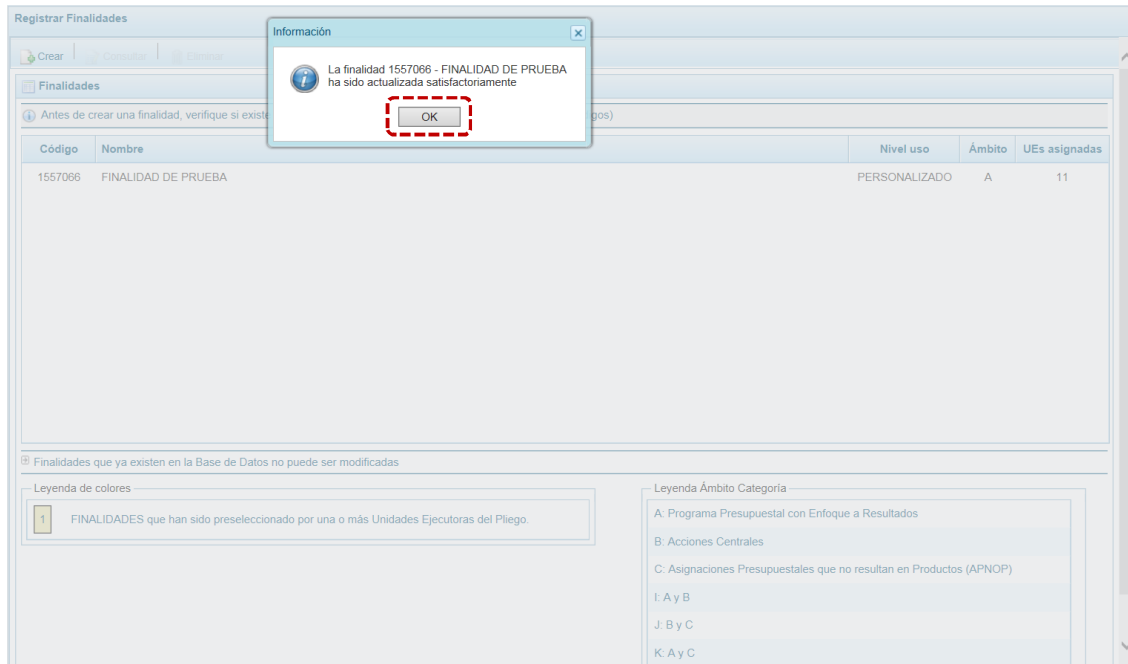 Registrar Finalidades
Información
Crear
Consultar
Eliminar
La finalidad 1557066 - FINALIDAD DE PRUEBA
ha sido actualizada satisfactoriamente
OK
Finalidades
Antes de crear una finalidad, verifique si existe
gos)
Código Nombre Nivel uso Ámbito UEs asignadas
1557066 FINALIDAD DE PRUEBA PERSONALIZADO A 11
Finalidades que ya existen en la Base de Datos no puede ser modificadas
Leyenda de colores
1 FINALIDADES que han sido preseleccionado por una o más Unidades Ejecutoras del Pliego.
Leyenda Ámbito Categoría
A: Programa Presupuestal con Enfoque a Resultados
B: Acciones Centrales
C: Asignaciones Presupuestales que no resultan en Productos (APNOP)
I: A y B
J: B y C
K: A y C